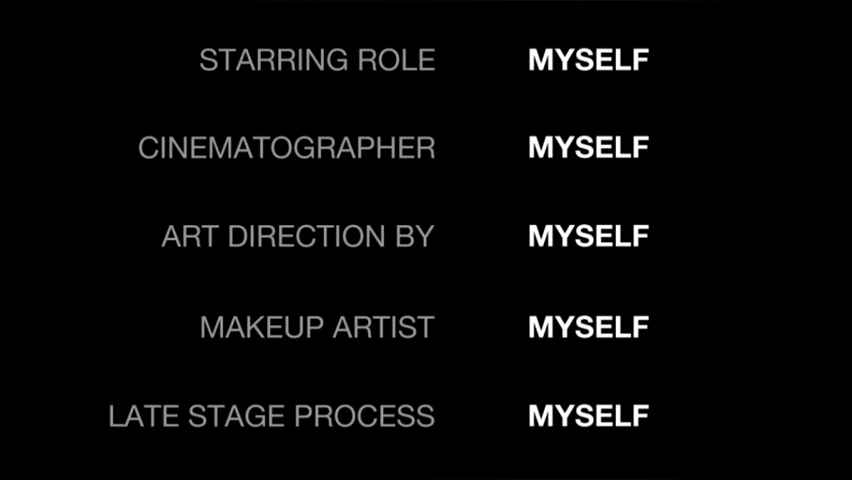 STARRING ROLE MYSELF
CINEMATOGRAPHER MYSELF
ART DIRECTION BY MYSELF
MAKEUP ARTIST MYSELF
LATE STAGE PROCESS MYSELF